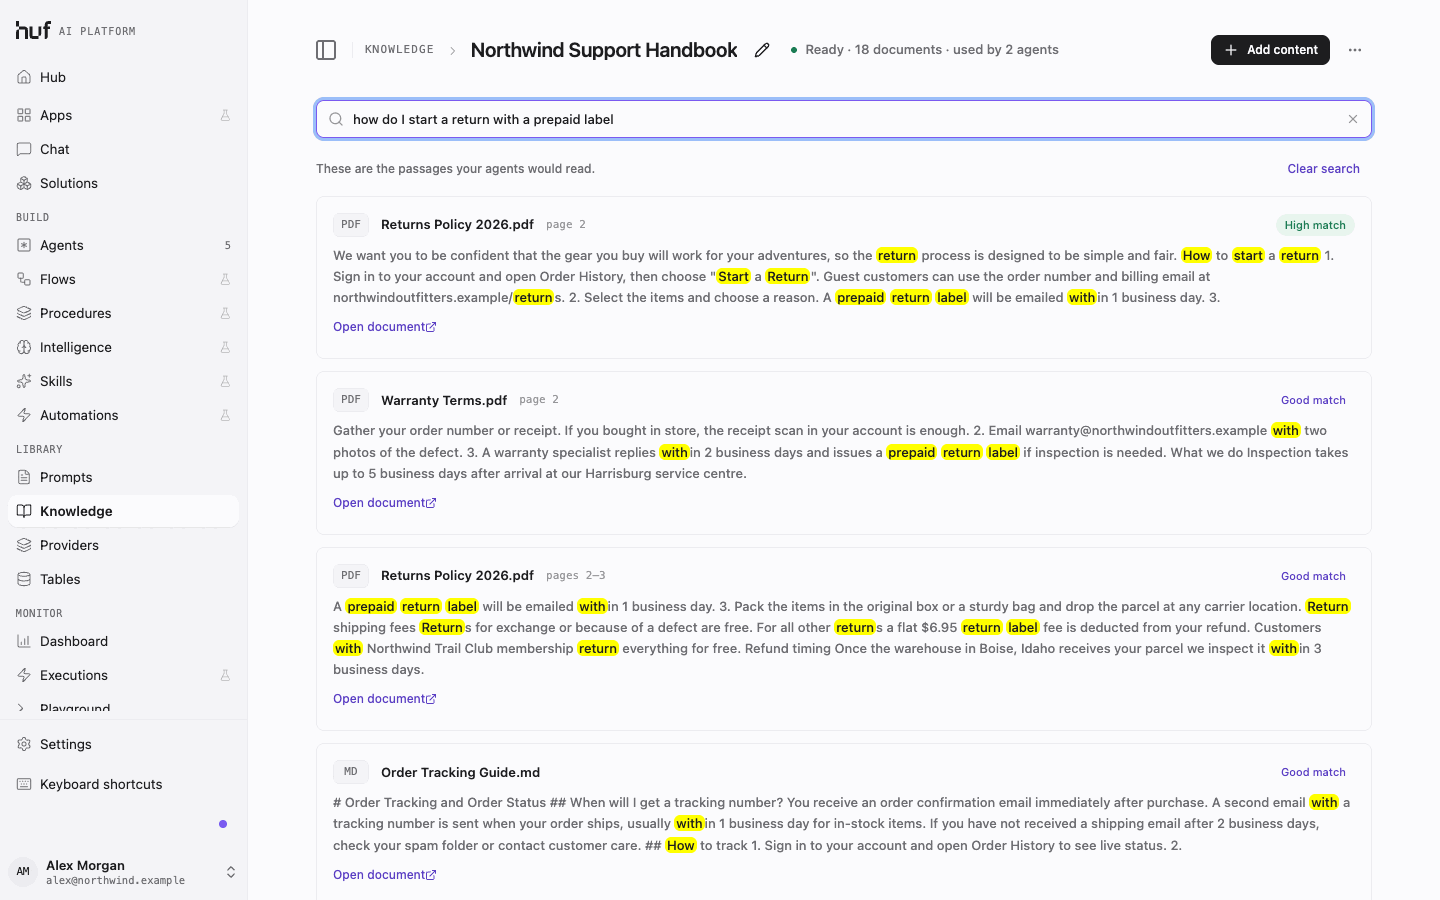 huf AI PLATFORM
Hub
Apps
Chat
Solutions
BUILD
Agents 5
Flows
Procedures
Intelligence
Skills
Automations
LIBRARY
Prompts
Knowledge
Providers
Tables
MONITOR
Dashboard
Executions
Playground
Settings
Keyboard shortcuts
AM Alex Morgan
alex@northwind.example
KNOWLEDGE Northwind Support Handbook Ready · 18 documents · used by 2 agents Add content
how do I start a return with a prepaid label
These are the passages your agents would read. Clear search
PDF Returns Policy 2026.pdf page 2 High match
We want you to be confident that the gear you buy will work for your adventures, so the return process is designed to be simple and fair. How to start a return 1.
Sign in to your account and open Order History, then choose "Start a Return". Guest customers can use the order number and billing email at
northwindoutfitters.example/returns. 2. Select the items and choose a reason. A prepaid return label will be emailed within 1 business day. 3.
Open document
PDF Warranty Terms.pdf page 2 Good match
Gather your order number or receipt. If you bought in store, the receipt scan in your account is enough. 2. Email warranty@northwindoutfitters.example with two
photos of the defect. 3. A warranty specialist replies within 2 business days and issues a prepaid return label if inspection is needed. What we do Inspection takes
up to 5 business days after arrival at our Harrisburg service centre.
Open document
PDF Returns Policy 2026.pdf pages 2–3 Good match
A prepaid return label will be emailed within 1 business day. 3. Pack the items in the original box or a sturdy bag and drop the parcel at any carrier location. Return
shipping fees Returns for exchange or because of a defect are free. For all other returns a flat $6.95 return label fee is deducted from your refund. Customers
with Northwind Trail Club membership return everything for free. Refund timing Once the warehouse in Boise, Idaho receives your parcel we inspect it within 3
business days.
Open document
MD Order Tracking Guide.md Good match
# Order Tracking and Order Status ## When will I get a tracking number? You receive an order confirmation email immediately after purchase. A second email with a
tracking number is sent when your order ships, usually within 1 business day for in-stock items. If you have not received a shipping email after 2 business days,
check your spam folder or contact customer care. ## How to track 1. Sign in to your account and open Order History to see live status. 2.
Open document